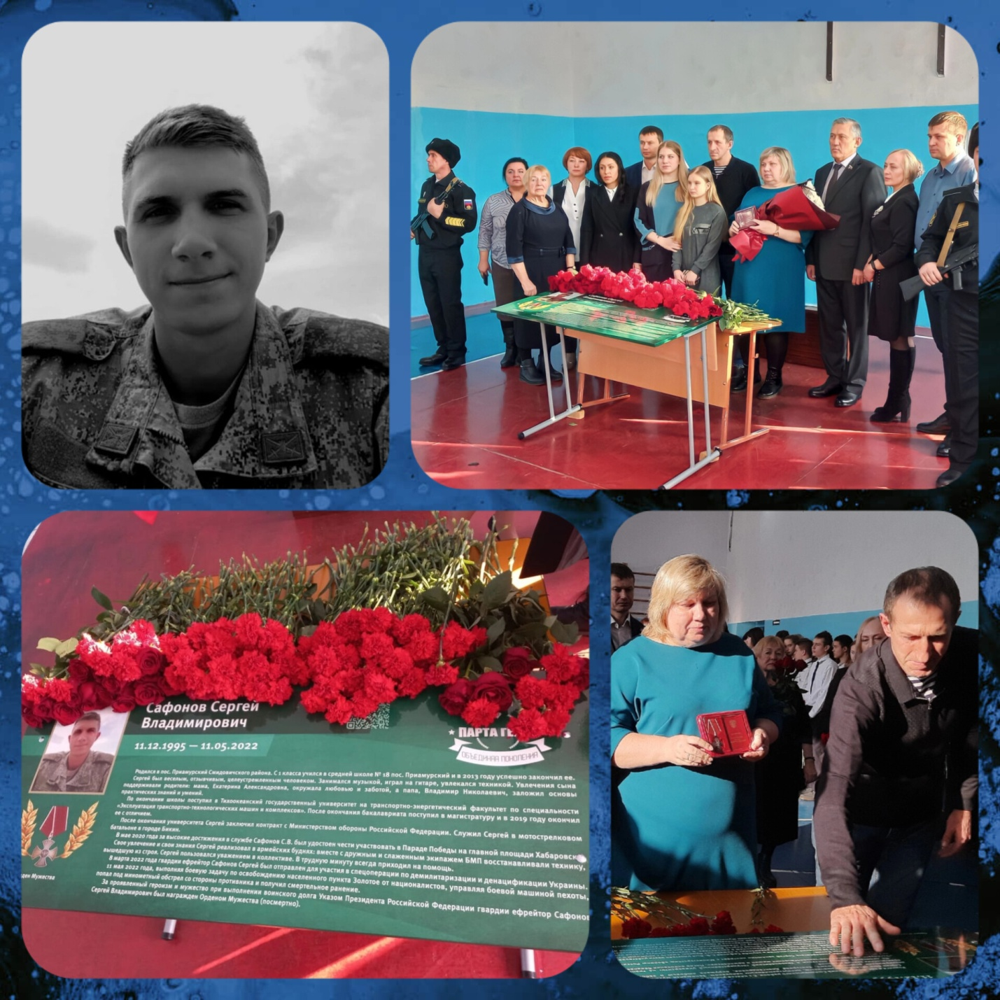 Сафонов Сергей
Владимирович
11.12.1995 — 11.05.2022
ПАРТА
ОБЪЕДИНЯЯ ПОКОЛЕНИЯ
Родился в пос. Приамурский Смидовичского района. С 1 класса учился в средней школе № 18 пос. Приамурский и в 2013 году успешно закончил ее.
Сергей был веселым, отзывчивым, целеустремленным человеком. Занимался музыкой, играл на гитаре, увлекался техникой. Увлечения сына
поддерживали родители: мама, Екатерина Александровна, окружала любовью и заботой, а папа, Владимир Николаевич, заложил основы
практических знаний и умений.
По окончании школы поступил в Тихоокеанский государственный университет на транспортно-энергетический факультет по специальности
«Эксплуатация транспортно-технологических машин и комплексов». После окончания бакалавриата поступил в магистратуру и в 2019 году окончил
ее с отличием.
После окончания университета Сергей заключил контракт с Министерством обороны Российской Федерации. Служил Сергей в мотострелковом
батальоне в городе Бикин.
В мае 2020 года за высокие достижения в службе Сафонов С.В. был удостоен чести участвовать в Параде Победы на главной площади
Свое увлечение и свои знания Сергей реализовал в армейских буднях: вместе с дружным и слаженным экипажем БМП восстанавливали технику,
вышедшую из строя. Сергей пользовался уважением в коллективе. В трудную минуту всегда приходил на помощь.
В марте 2022 года гвардии ефрейтор Сафонов Сергей был отправлен для участия в спецоперации по демилитаризации и денацификации Украины.
11 мая 2022 года, выполняя боевую задачу по освобождению населенного пункта Золотое от националистов, управляя боевой машиной пехоты,
попал под минометный обстрел со стороны противника и получил смертельное ранение.
За проявленный героизм и мужество при выполнении воинского долга Указом Президента Российской Федерации гвардии ефрейтор Сафонов
Сергей Владимирович был награжден Орденом Мужества (посмертно).
Мужества